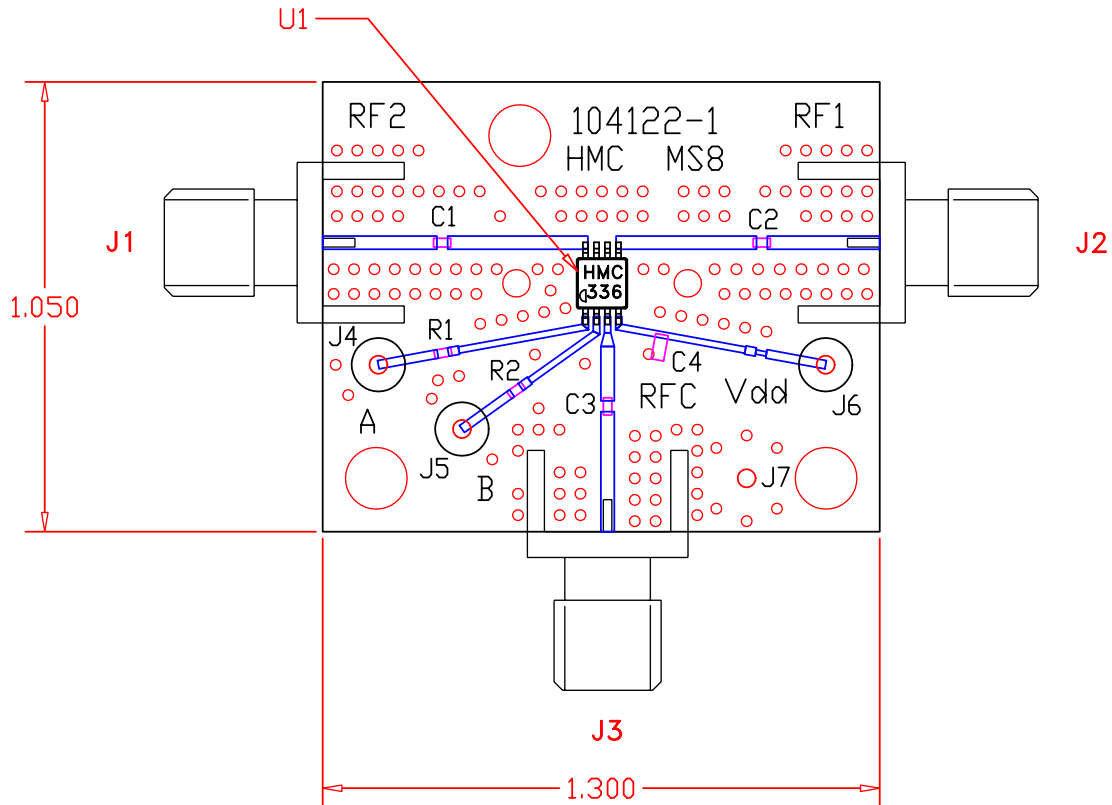 U1
RF2
104122-1
RF1
HMC MS8
C1
C2
J1
J2
HMC
336
1.050
J4
R1
R2
C4
C3
RFC
Vdd
J6
A
J5
B
J7
J3
1.300